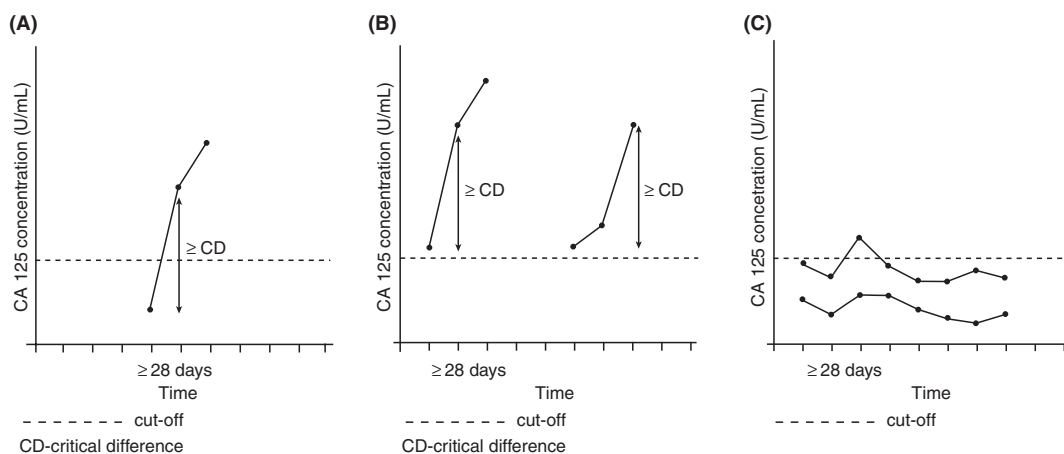 (A)
CA 125 concentration (U/mL)
≥ CD
≥ 28 days
Time
cut-off
CD-critical difference
(B)
CA 125 concentration (U/mL)
≥ CD
≥ CD
≥ 28 days
Time
cut-off
CD-critical difference
(C)
CA 125 concetration (U/mL)
≥ 28 days
Time
cut-off